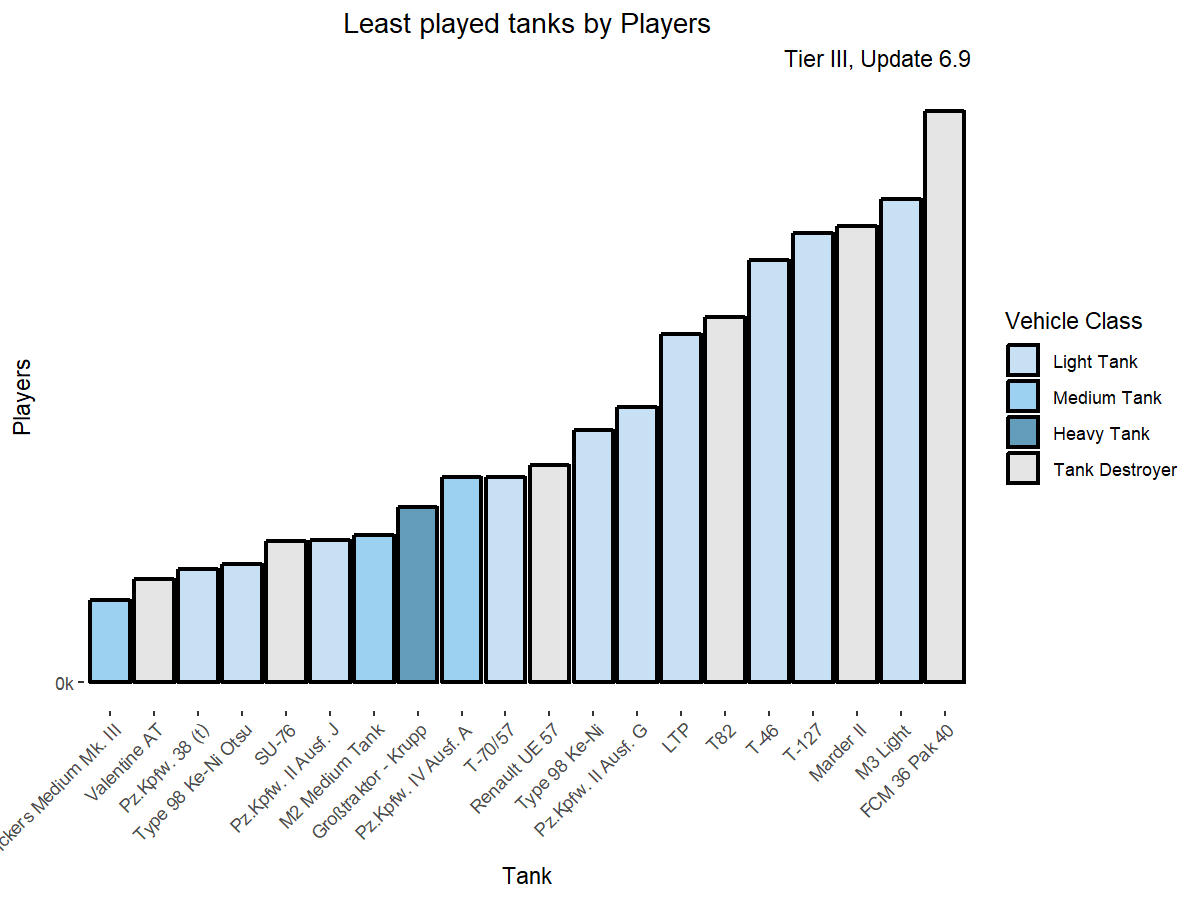 Least played tanks by Players
Tier III, Update 6.9
Players
0k
Medium Mk. III
Valentine AT
Pz.Kpfw. 38 (t)
Type 98 Ke-Ni Otsu
SU-76
Pz.Kpfw. II Ausf. J
M2 Medium Tank
Großtraktor - Krupp
Pz.Kpfw. IV Ausf. A
T-70/57
Renault UE 57
Type 98 Ke-Ni
Pz.Kpfw. II Ausf. G
LTP
T82
T-46
T-127
Marder II
M3 Light
FCM 36 Pak 40
Tank
Vehicle Class
Light Tank
Medium Tank
Heavy Tank
Tank Destroyer